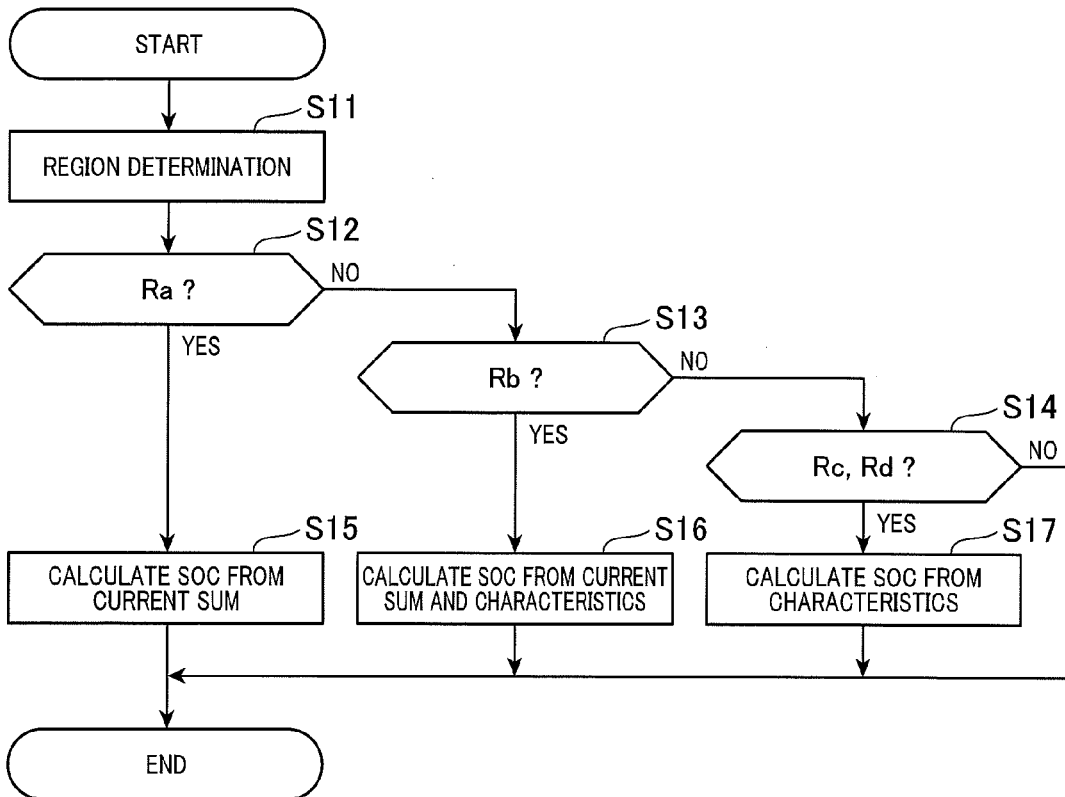 START
S11
REGION DETERMINATION
S12
Ra ?
NO
YES
S13
Rb ?
NO
YES
S14
Rc, Rd ?
NO
YES
S15
CALCULATE SOC FROM
CURRENT SUM
S16
CALCULATE SOC FROM CURRENT
SUM AND CHARACTERISTICS
S17
CALCULATE SOC FROM
CHARACTERISTICS
END